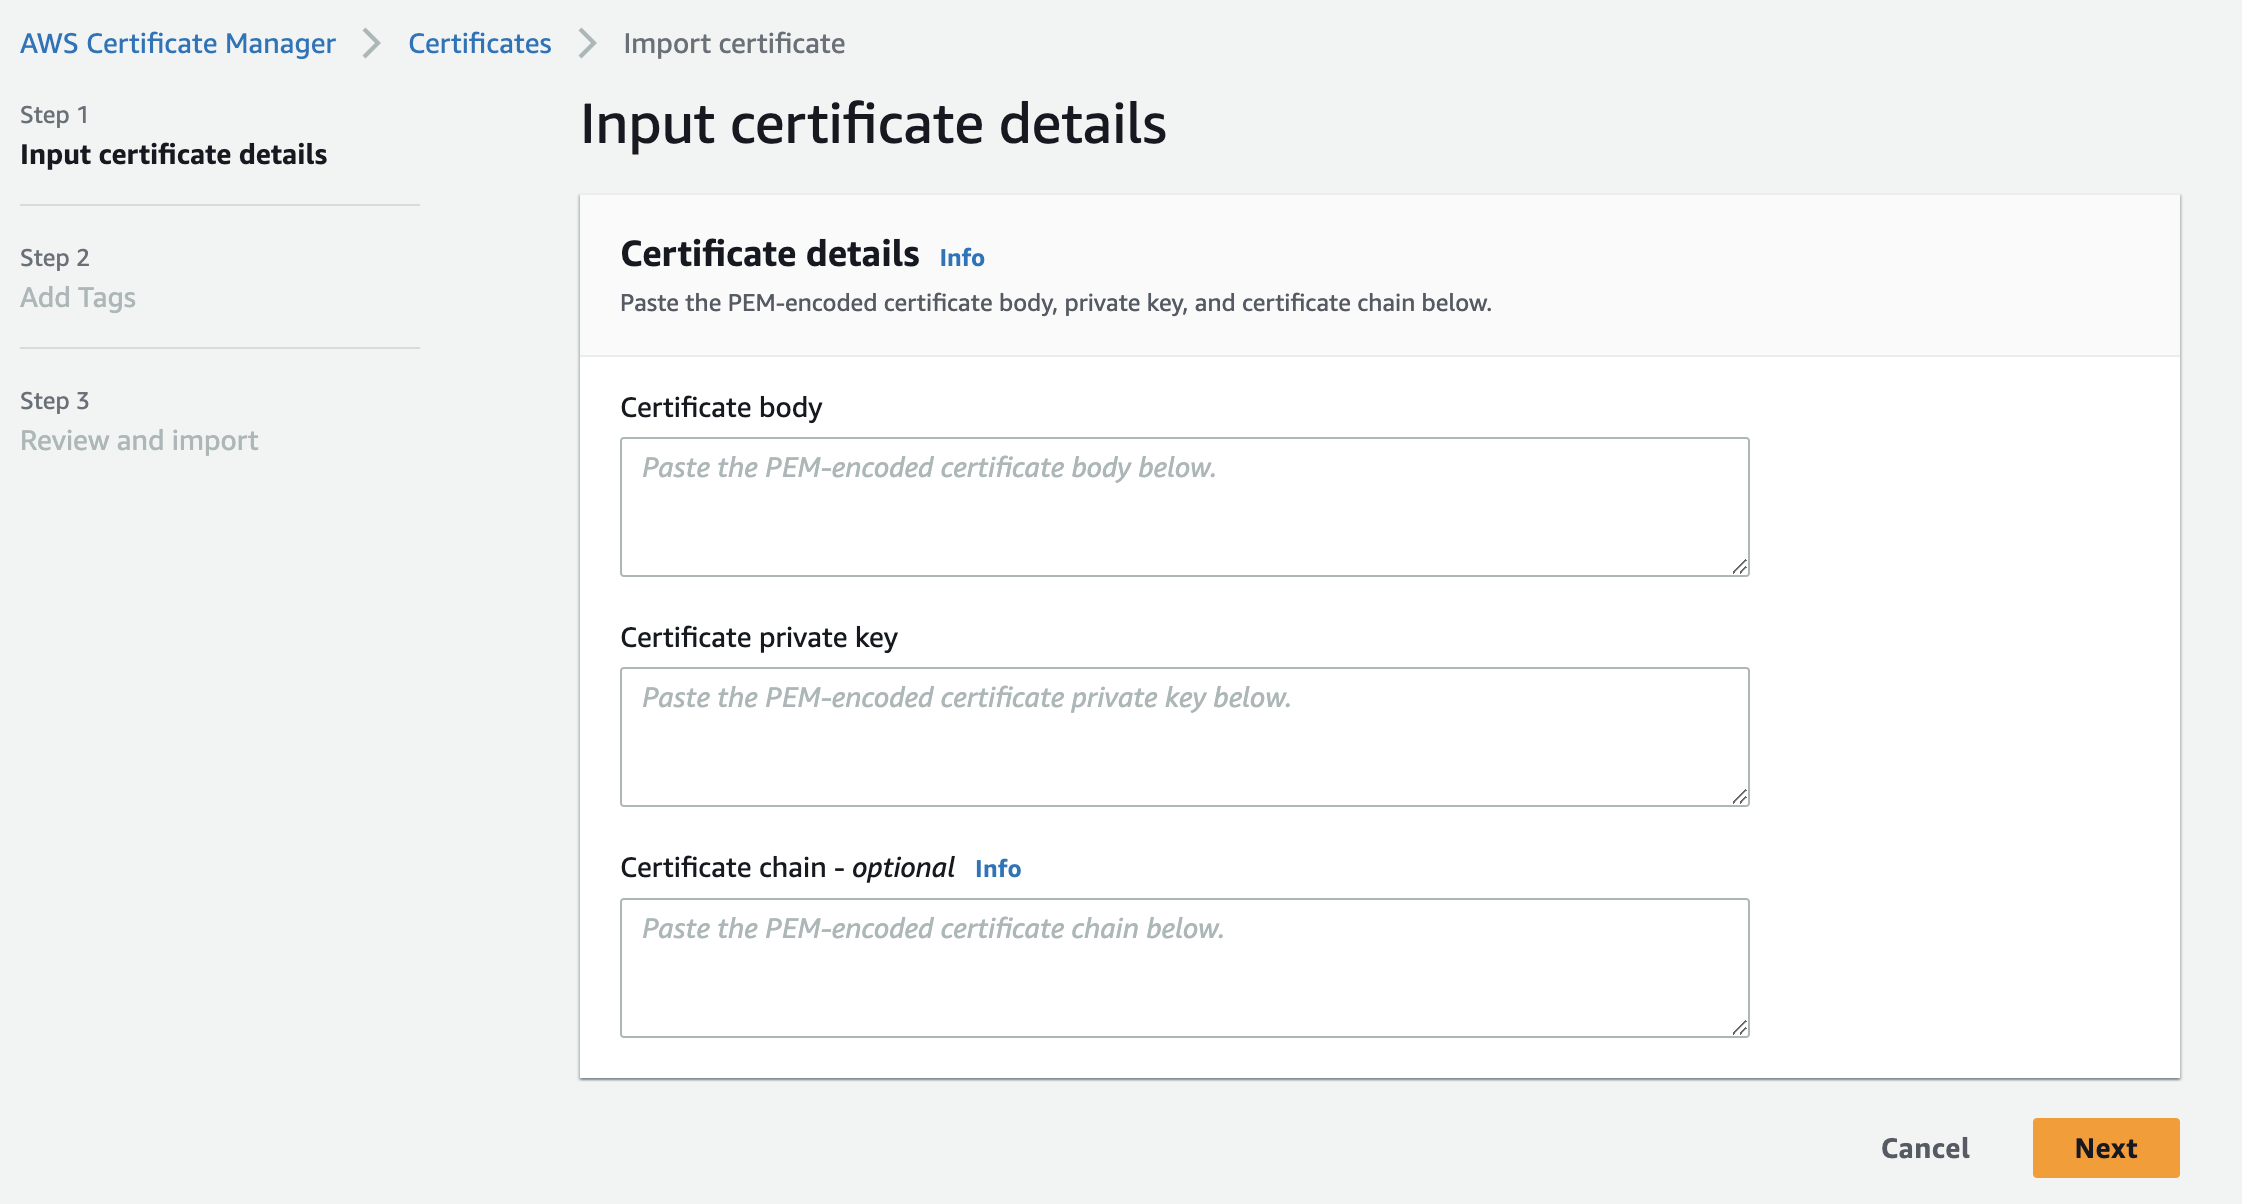 AWS Certificate Manager > Certificates > Import certificate
Step 1
Input certificate details
Step 2
Add Tags
Step 3
Review and import
Input certificate details
Certificate details Info
Paste the PEM-encoded certificate body, private key, and certificate chain below.
Certificate body
Paste the PEM-encoded certificate body below.
Certificate private key
Paste the PEM-encoded certificate private key below.
Certificate chain - optional Info
Paste the PEM-encoded certificate chain below.
Cancel
Next